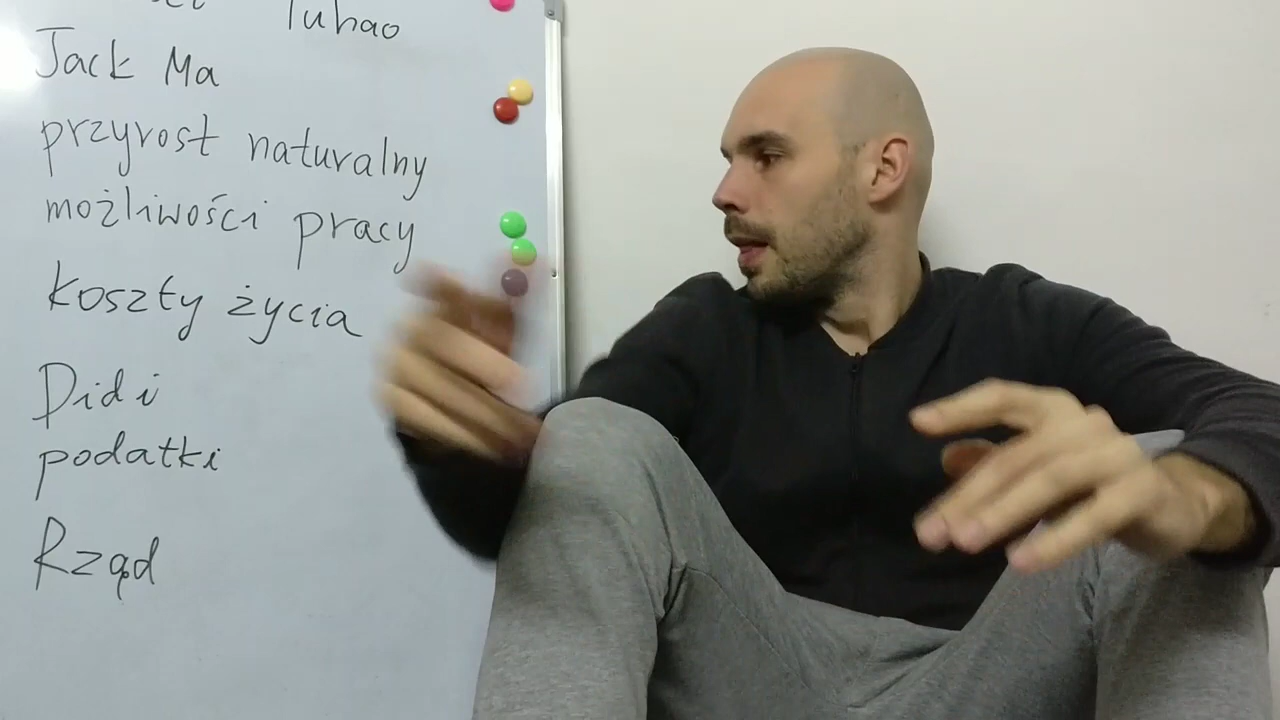 tuhao
Jack Ma
przyrost naturalny
możliwości pracy
Koszty życia
Didi
podatki
Rząd